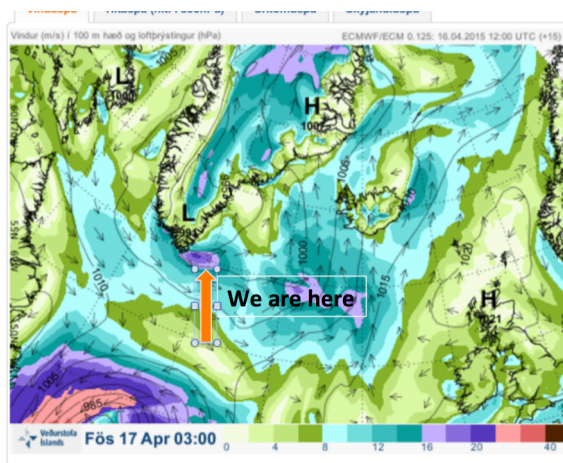 Vindur (m/s) í 100 m hæð og loftþrýstingur (hPa)
ECMWF/ECM 0.125: 16.04.2015 12:00 UTC (+15)
L
1005
H
1005
L
1000
1010
1015
1020
We are here
H
1021
1005
985
Veðurstofa
Íslands
Fös 17 Apr 03:00
0 4 8 12 16 20 40